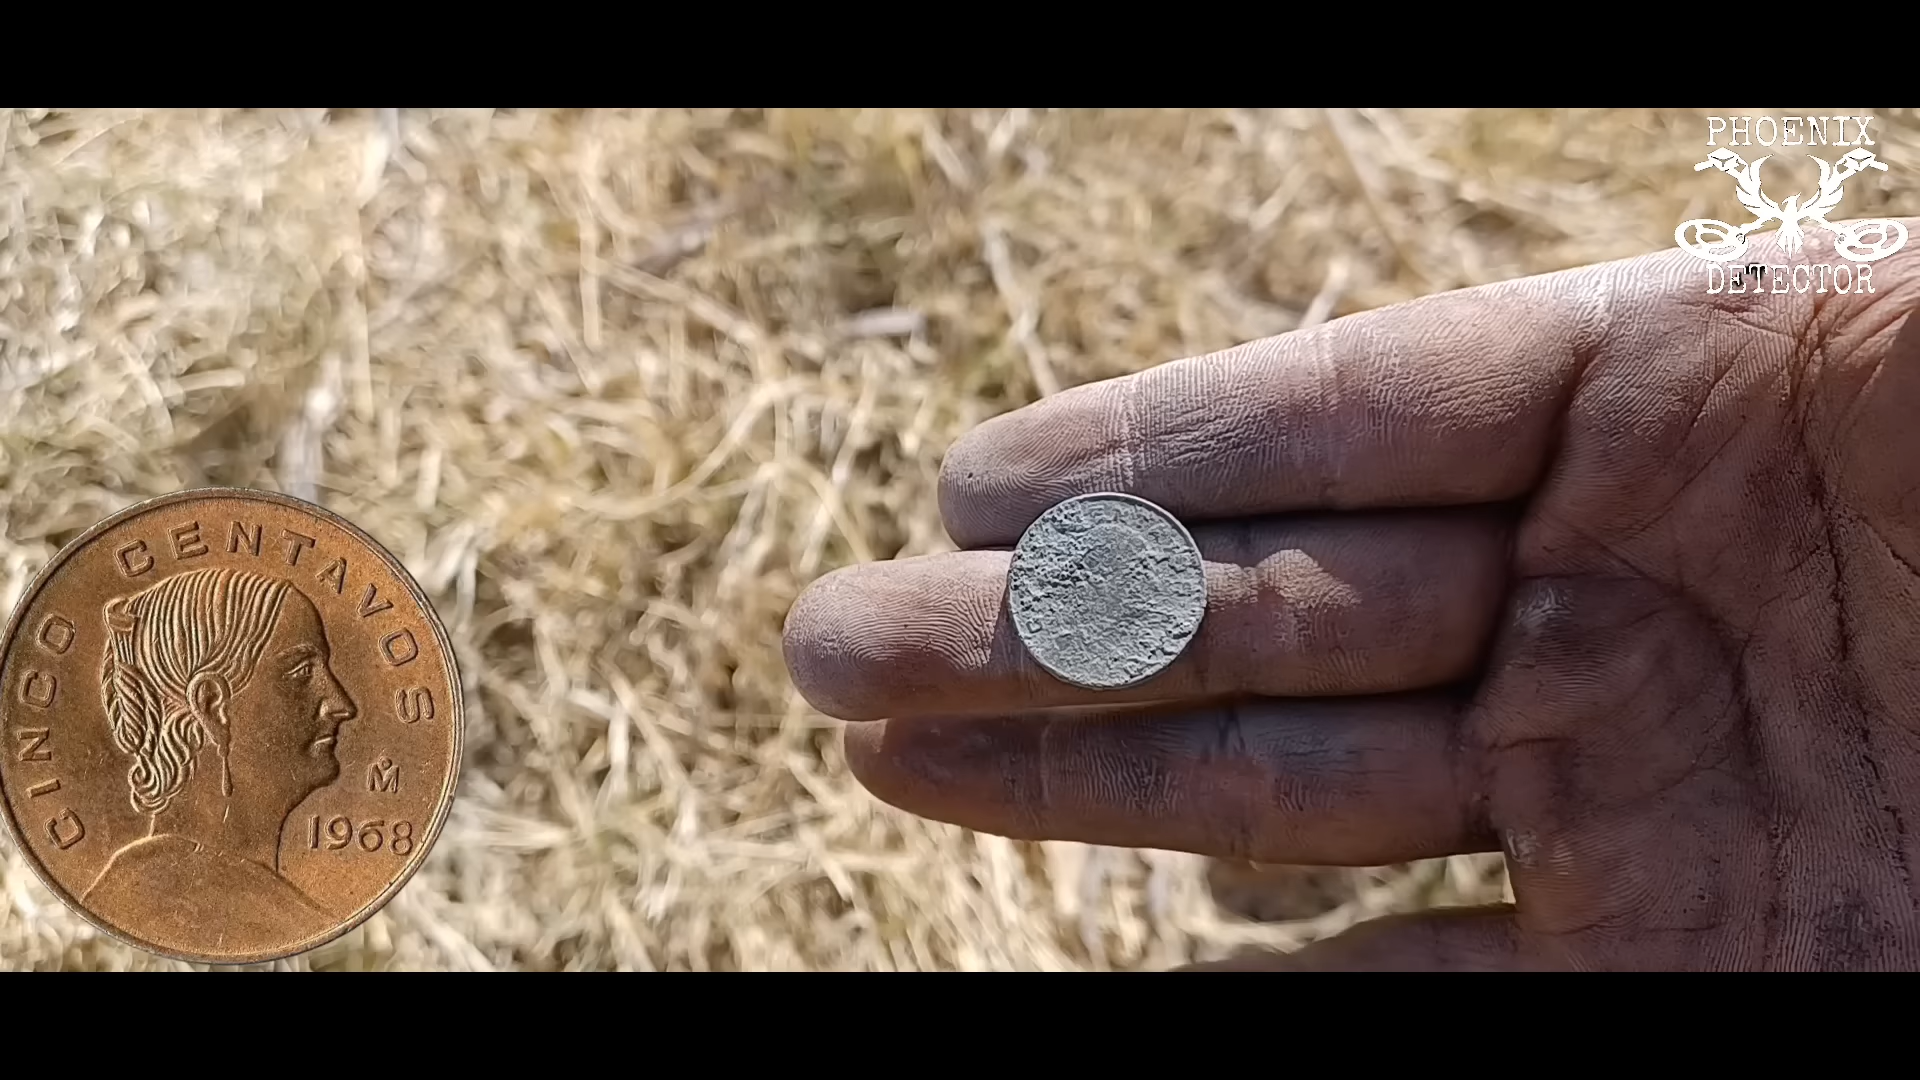 PHOENIX
DETECTOR
CINCO CENTAVOS
M
1968